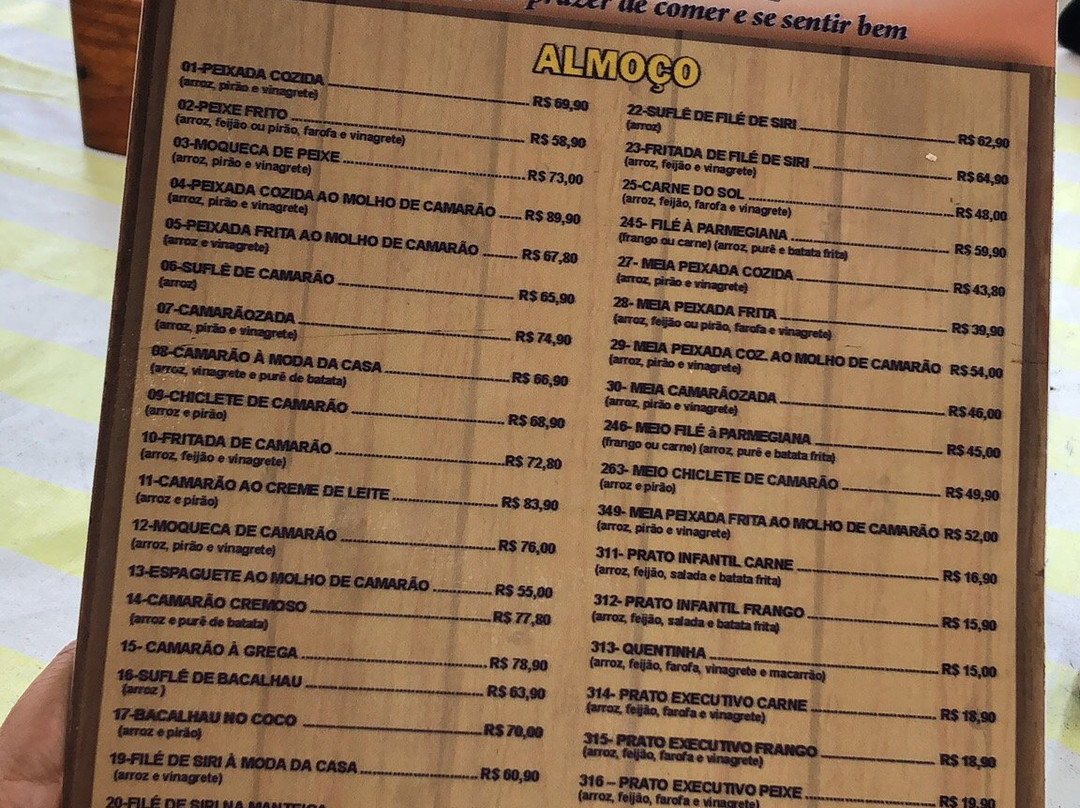 prazer de comer e se sentir bem
ALMOÇO
01-PEIXADA COZIDA R$ 69,90
(arroz, pirão e vinagrete)
02-PEIXE FRITO R$ 58,90
(arroz, feijão ou pirão, farofa e vinagrete)
03-MOQUECA DE PEIXE R$ 73,00
(arroz, pirão e vinagrete)
04-PEIXADA COZIDA AO MOLHO DE CAMARÃO R$ 89,90
(arroz, pirão e vinagrete)
05-PEIXADA FRITA AO MOLHO DE CAMARÃO R$ 67,80
(arroz e vinagrete)
06-SUFLÊ DE CAMARÃO R$ 65,90
(arroz)
07-CAMARÃOZADA R$ 74,90
(arroz, pirão e vinagrete)
08-CAMARÃO À MODA DA CASA R$ 66,90
(arroz, vinagrete e purê de batata)
09-CHICLETE DE CAMARÃO R$ 68,90
(arroz e pirão)
10-FRITADA DE CAMARÃO R$ 72,80
(arroz, feijão e vinagrete)
11-CAMARÃO AO CREME DE LEITE R$ 83,90
(arroz e pirão)
12-MOQUECA DE CAMARÃO R$ 76,00
(arroz, pirão e vinagrete)
13-ESPAGUETE AO MOLHO DE CAMARÃO R$ 55,00
14-CAMARÃO CREMOSO R$ 77,80
(arroz e purê de batata)
15- CAMARÃO À GREGA R$ 78,90
16-SUFLÊ DE BACALHAU R$ 63,90
(arroz )
17-BACALHAU NO COCO R$ 70,00
(arroz e pirão)
19-FILÉ DE SIRI À MODA DA CASA R$ 60,90
(arroz e vinagrete)
20-FILÉ DE SIRI NA MANTEIGA
22-SUFLÊ DE FILÉ DE SIRI R$ 62,90
(arroz)
23-FRITADA DE FILÉ DE SIRI R$ 64,90
(arroz, feijão e vinagrete)
25-CARNE DO SOL R$ 48,00
(arroz, feijão, farofa e vinagrete)
245- FILÉ À PARMEGIANA R$ 59,90
(frango ou carne) (arroz, purê e batata frita)
27- MEIA PEIXADA COZIDA R$ 43,80
(arroz, pirão e vinagrete)
28- MEIA PEIXADA FRITA R$ 39,90
(arroz, feijão ou pirão, farofa e vinagrete)
29- MEIA PEIXADA COZ. AO MOLHO DE CAMARÃO R$ 54,00
(arroz, pirão e vinagrete)
30- MEIA CAMARÃOZADA R$ 46,00
(arroz, pirão e vinagrete)
246- MEIO FILÉ à PARMEGIANA R$ 45,00
(frango ou carne) (arroz, purê e batata frita)
263- MEIO CHICLETE DE CAMARÃO R$ 49,90
(arroz e pirão)
349- MEIA PEIXADA FRITA AO MOLHO DE CAMARÃO R$ 52,00
(arroz, pirão e vinagrete)
311- PRATO INFANTIL CARNE R$ 16,90
(arroz, feijão, salada e batata frita)
312- PRATO INFANTIL FRANGO R$ 15,90
(arroz, feijão, salada e batata frita)
313- QUENTINHA R$ 15,00
(arroz, feijão, farofa, vinagrete e macarrão)
314- PRATO EXECUTIVO CARNE R$ 18,90
(arroz, feijão, farofa e vinagrete)
315- PRATO EXECUTIVO FRANGO R$ 18,90
(arroz, feijão, farofa e vinagrete)
316 – PRATO EXECUTIVO PEIXE R$ 19,90
(arroz, feijão, farofa e vinagrete)